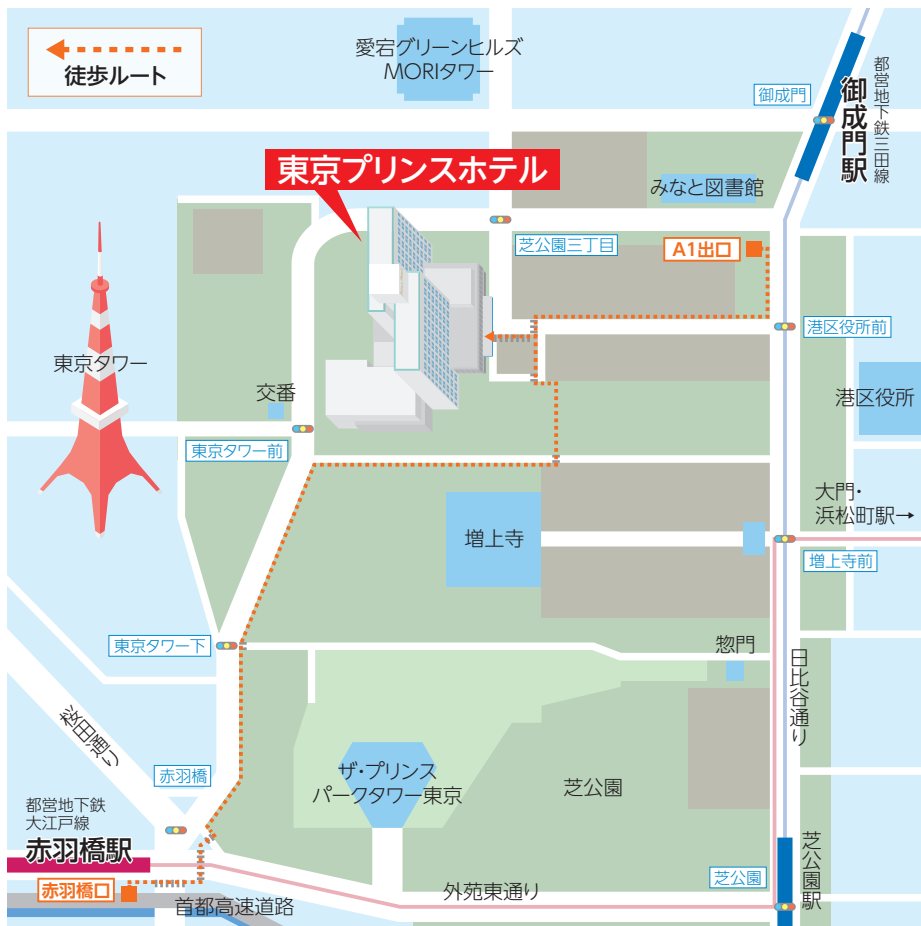 徒歩ルート
愛宕グリーンヒルズ
MORIタワー
御成門
都営地下鉄三田線
御成門駅
東京プリンスホテル
みなと図書館
芝公園三丁目
A1出口
港区役所前
東京タワー
交番
港区役所
東京タワー前
大門・
浜松町駅→
増上寺
増上寺前
東京タワー下
惣門
日比谷通り
桜田通り
赤羽橋
ザ・プリンス
パークタワー東京
芝公園
都営地下鉄
大江戸線
赤羽橋駅
赤羽橋口
首都高速道路
外苑東通り
芝公園
芝公園駅